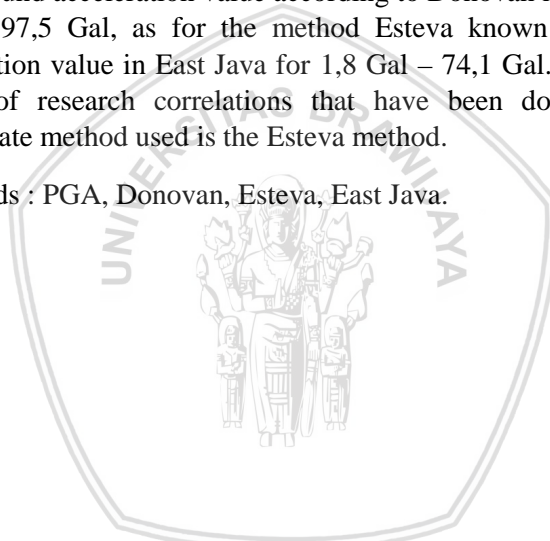 und acceleration value according to Donovan
97,5 Gal, as for the method Esteva known
tion value in East Java for 1,8 Gal – 74,1 Gal.
of research correlations that have been do
ate method used is the Esteva method.
ds : PGA, Donovan, Esteva, East Java.
UNIVERSITAS BRAWIJAYA